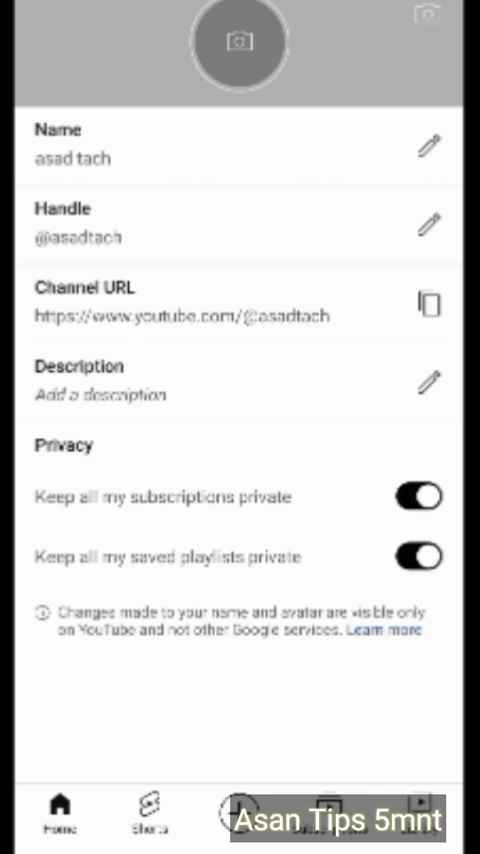 Name
asad tach
Handle
@asadtach
Channel URL
https://www.youtube.com/@asadtach
Description
Add a description
Privacy
Keep all my subscriptions private
Keep all my saved playlists private
Changes made to your name and avatar are visible only
on YouTube and not other Google services. Learn more
Home
Shorts
Asan Tips 5mnt